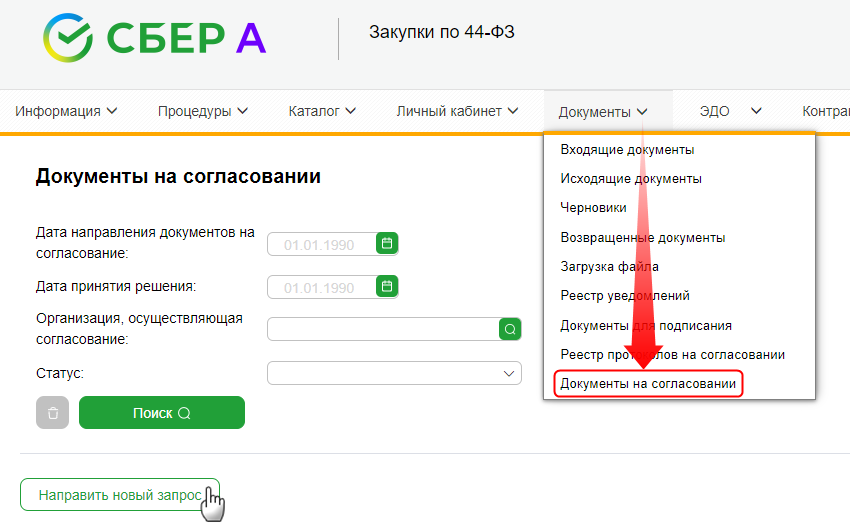 СБЕР А
Закупки по 44-ФЗ
Информация Процедуры Каталог Личный кабинет Документы ЭДО Контра
Документы на согласовании
Дата направления документов на
согласование:
01.01.1990
Дата принятия решения:
01.01.1990
Организация, осуществляющая
согласование:
Статус:
Поиск
Направить новый запрос
Входящие документы
Исходящие документы
Черновики
Возвращенные документы
Загрузка файла
Реестр уведомлений
Документы для подписания
Реестр протоколов на согласовании
Документы на согласовании